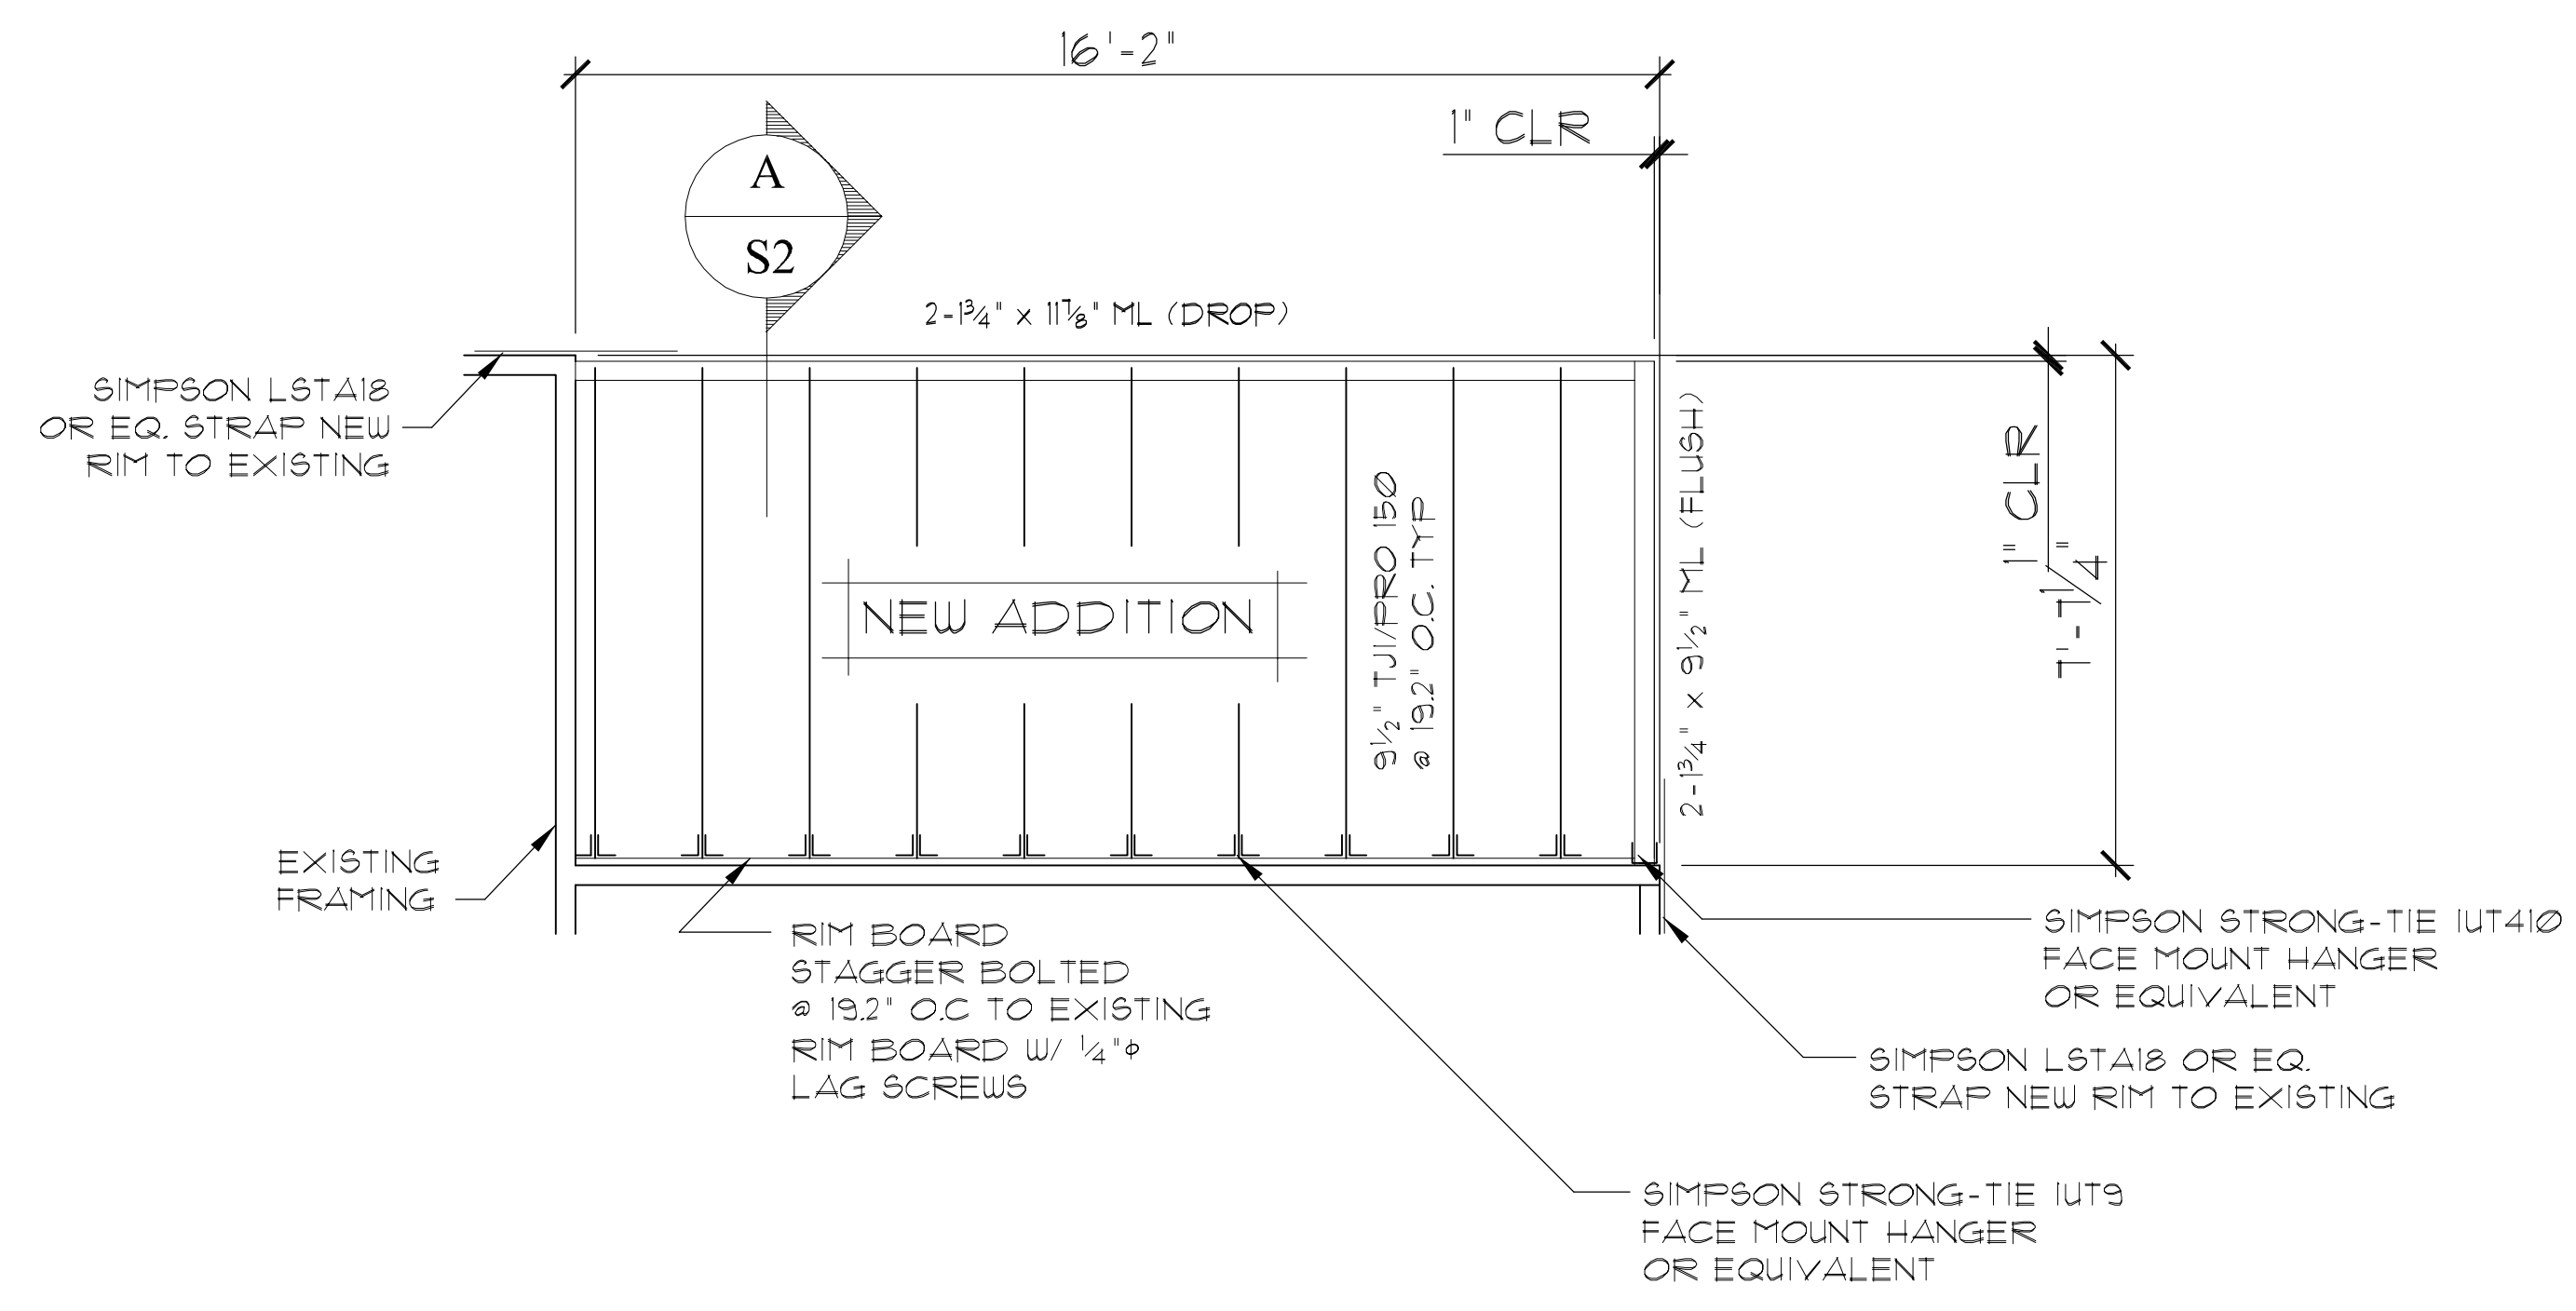 16'-2"
1" CLR
A
S2
2-1¾" x 11⅞" ML (DROP)
SIMPSON LSTA18
OR EQ. STRAP NEW
RIM TO EXISTING
9½" TJI/PRO 150
@ 19.2" O.C. TYP
2-1¾" x 9½" ML (FLUSH)
1" CLR
7'-7 1/4"
NEW ADDITION
EXISTING
FRAMING
RIM BOARD
STAGGER BOLTED
@ 19.2" O.C TO EXISTING
RIM BOARD W/ ¼"ϕ
LAG SCREWS
SIMPSON STRONG-TIE IUT410
FACE MOUNT HANGER
OR EQUIVALENT
SIMPSON LSTA18 OR EQ.
STRAP NEW RIM TO EXISTING
SIMPSON STRONG-TIE IUT9
FACE MOUNT HANGER
OR EQUIVALENT